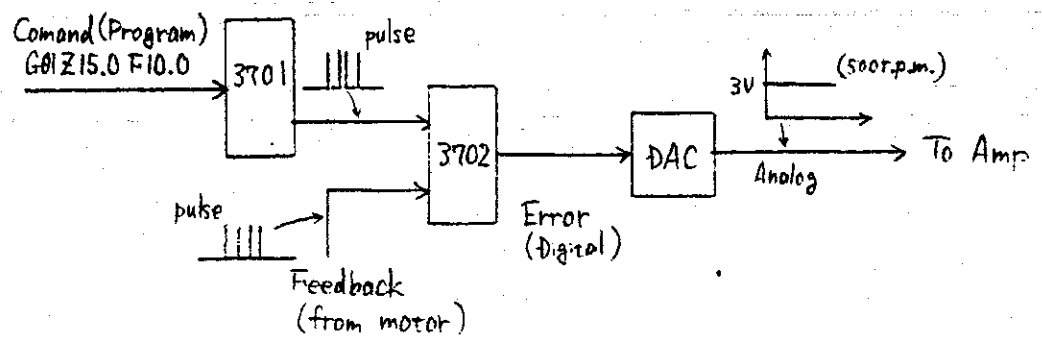 Comand (Program)
G01 Z15.0 F10.0
3701
pulse
3702
DAC
3V
(500 r.p.m.)
To Amp
Analog
pulse
Error
(Digital)
Feedback
(from motor)